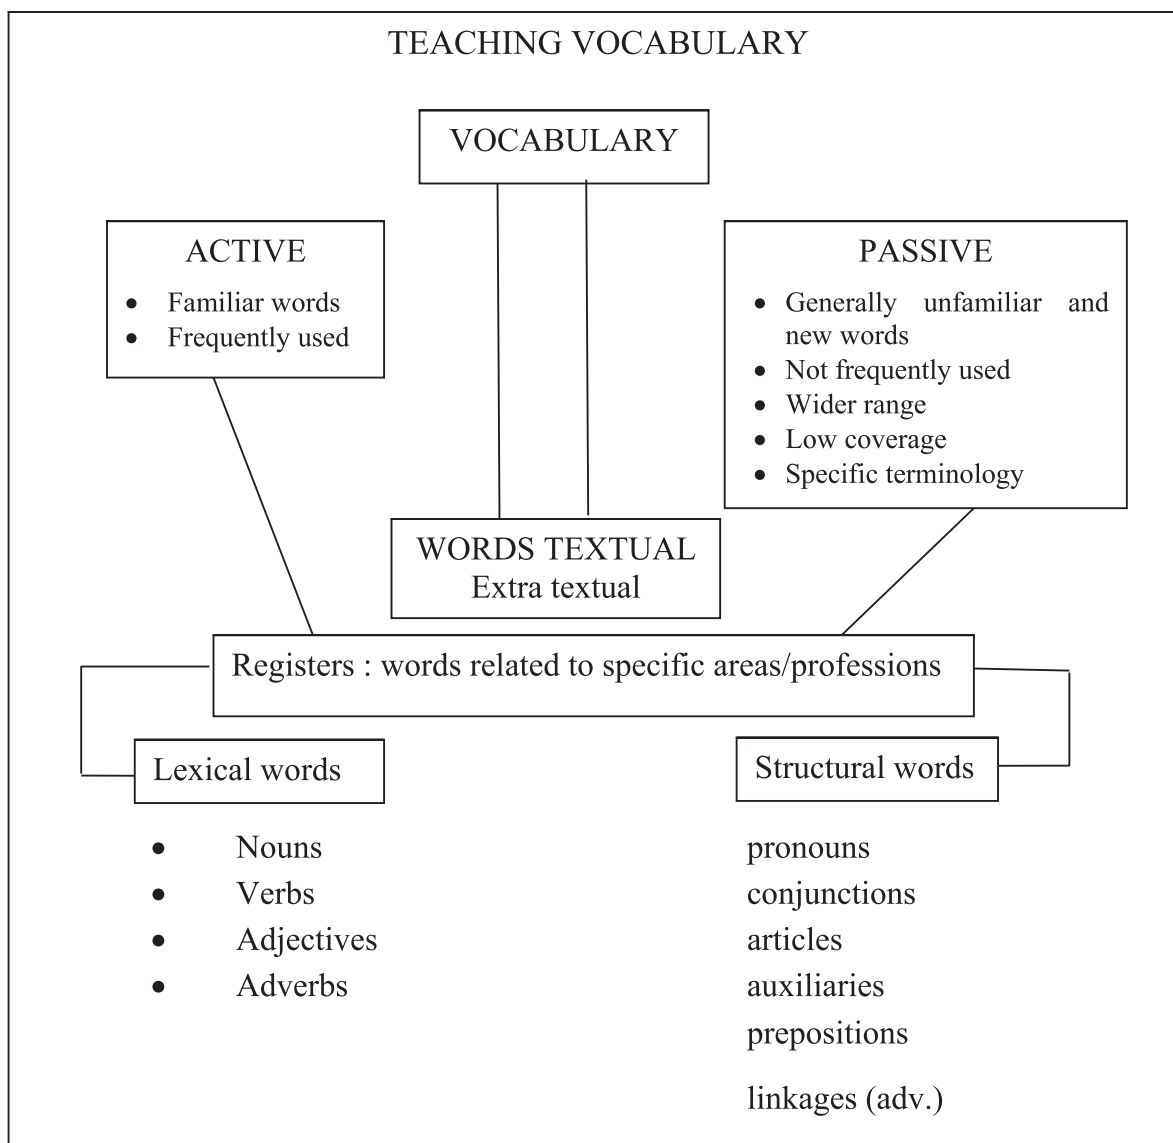 TEACHING VOCABULARY
VOCABULARY
ACTIVE
• Familiar words
• Frequently used
PASSIVE
• Generally unfamiliar and
new words
• Not frequently used
• Wider range
• Low coverage
• Specific terminology
WORDS TEXTUAL
Extra textual
Registers : words related to specific areas/professions
Lexical words
• Nouns
• Verbs
• Adjectives
• Adverbs
Structural words
pronouns
conjunctions
articles
auxiliaries
prepositions
linkages (adv.)